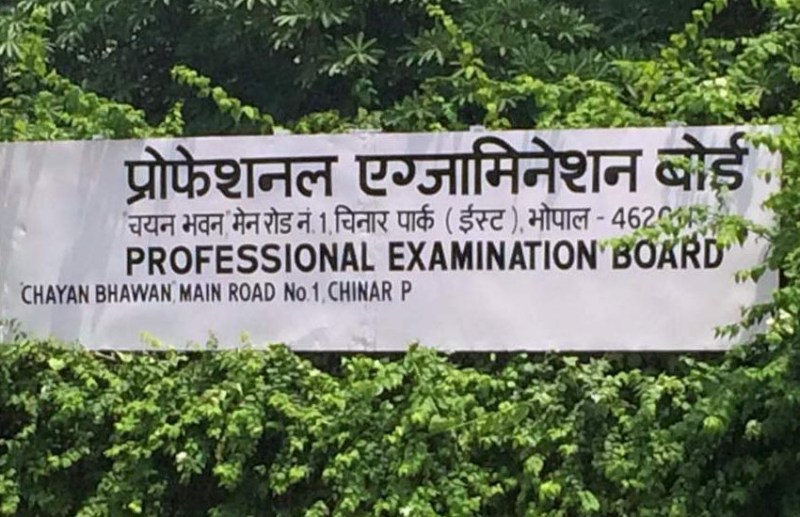 प्रोफेशनल एग्जामिनेशन बोर्ड
"चयन भवन" मेन रोड नं. 1, चिनार पार्क ( ईस्ट ), भोपाल -
PROFESSIONAL EXAMINATION BOARD
"CHAYAN BHAWAN" MAIN ROAD No.1, CHINAR P